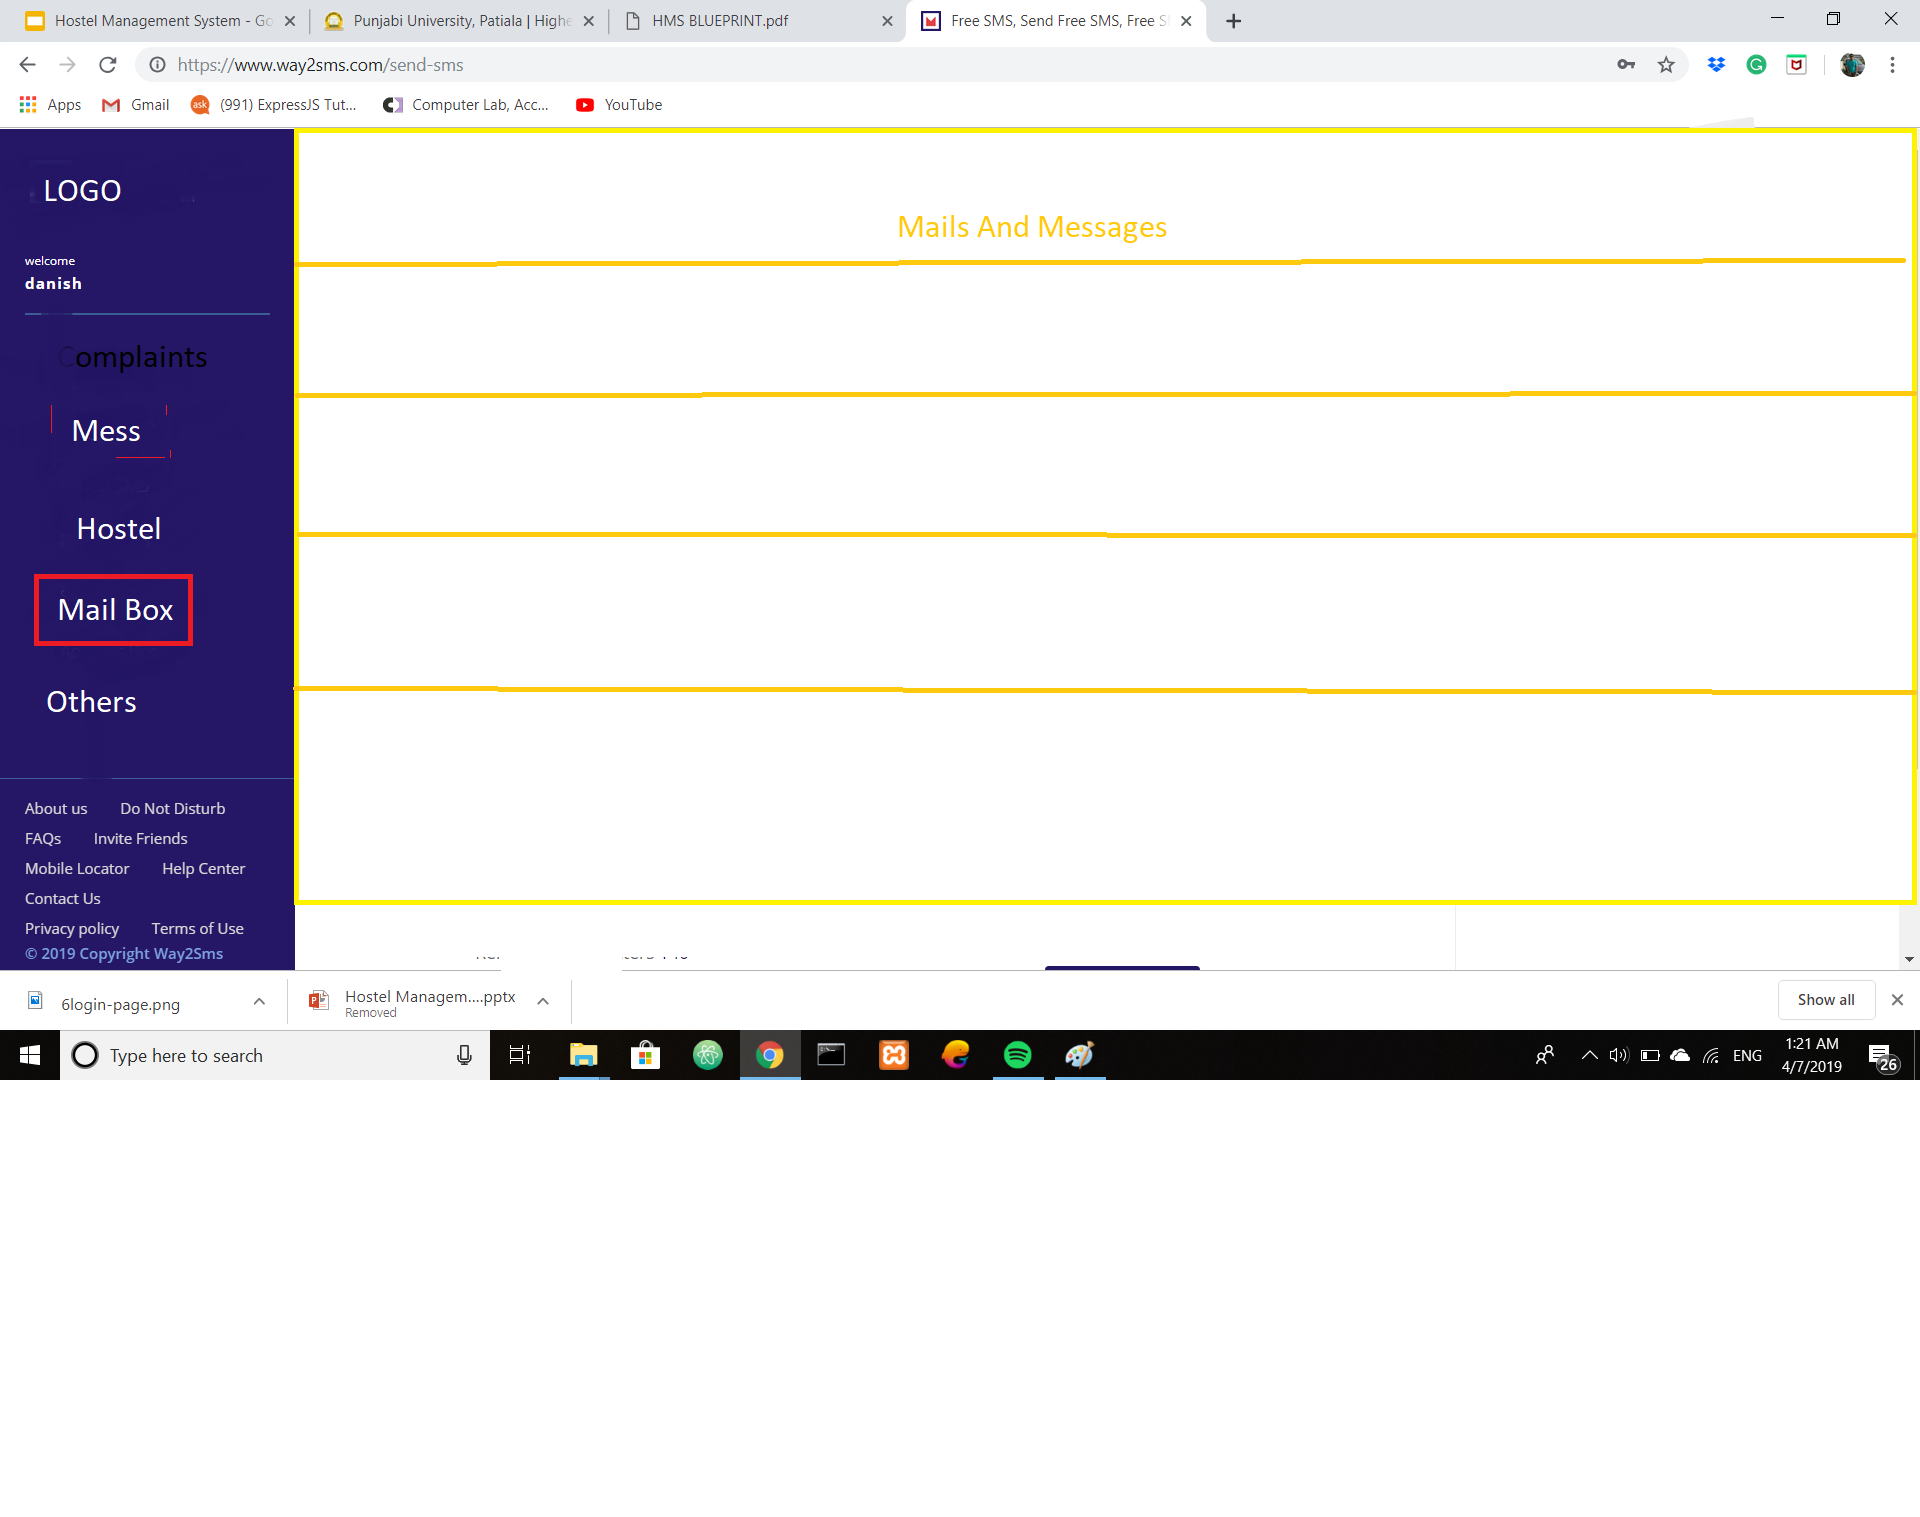 Hostel Management System - Go
Punjabi University, Patiala | Highe
HMS BLUEPRINT.pdf
Free SMS, Send Free SMS, Free S
https://www.way2sms.com/send-sms
Apps
Gmail
ask
(991) ExpressJS Tut...
Computer Lab, Acc...
YouTube
LOGO
welcome
danish
Complaints
Mess
Hostel
Mail Box
Others
Mails And Messages
About us
Do Not Disturb
FAQs
Invite Friends
Mobile Locator
Help Center
Contact Us
Privacy policy
Terms of Use
© 2019 Copyright Way2Sms
6login-page.png
Hostel Managem....pptx
Removed
Show all
Type here to search
ENG
1:21 AM
4/7/2019
26